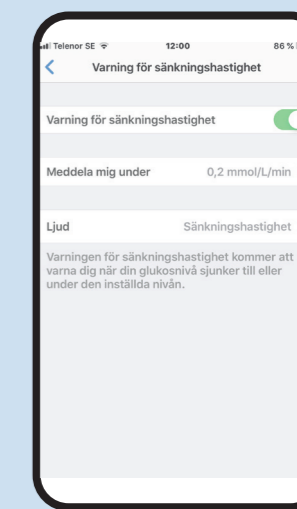 Telenor SE 12:00 86 %
Varning för sänkningshastighet
Varning för sänkningshastighet
Meddela mig under 0,2 mmol/L/min
Ljud Sänkningshastighet
Varningen för sänkningshastighet kommer att
varna dig när din glukosnivå sjunker till eller
under den inställda nivån.